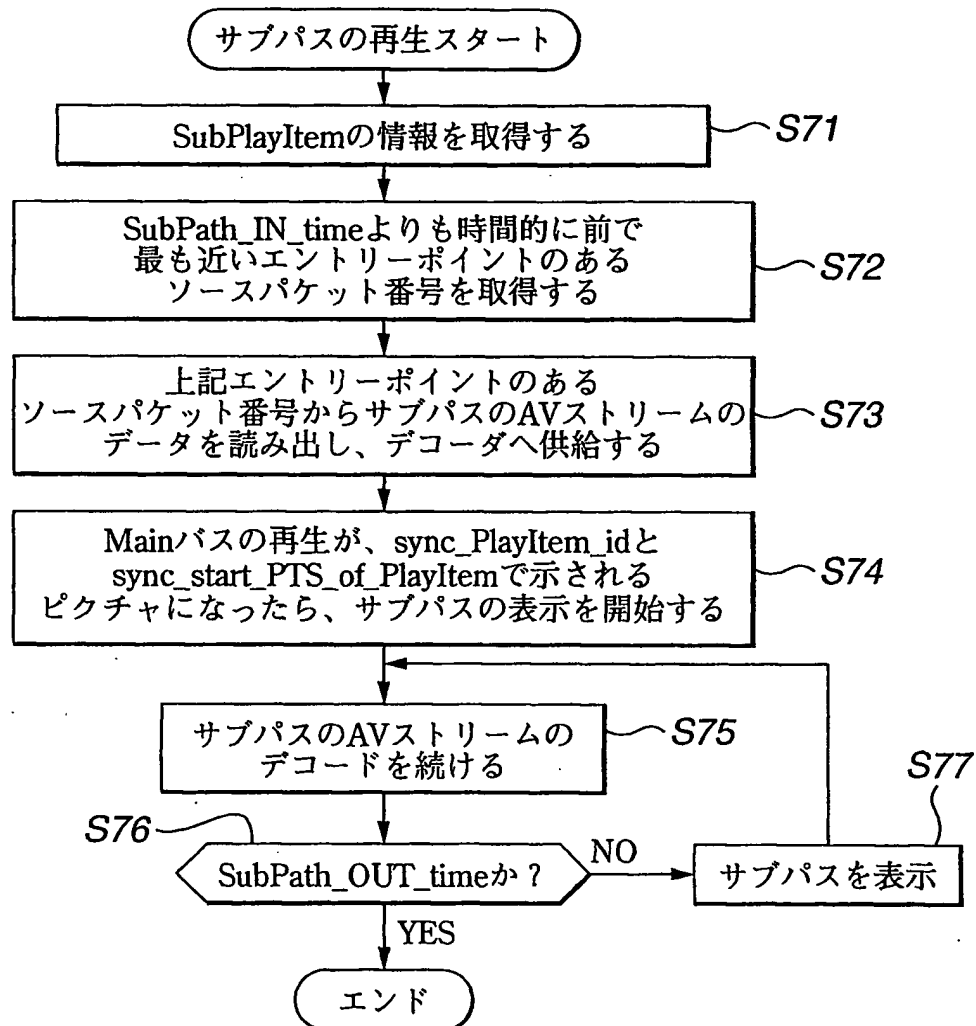 サブパスの再生スタート
SubPlayItemの情報を取得する
S71
SubPath_IN_timeよりも時間的に前で
最も近いエントリーポイントのある
ソースパケット番号を取得する
S72
上記エントリーポイントのある
ソースパケット番号からサブパスのAVストリームの
データを読み出し、デコーダへ供給する
S73
Mainパスの再生が、sync_PlayItem_idと
sync_start_PTS_of_PlayItemで示される
ピクチャになったら、サブパスの表示を開始する
S74
サブパスのAVストリームの
デコードを続ける
S75
S76
SubPath_OUT_timeか?
NO
S77
サブパスを表示
YES
エンド